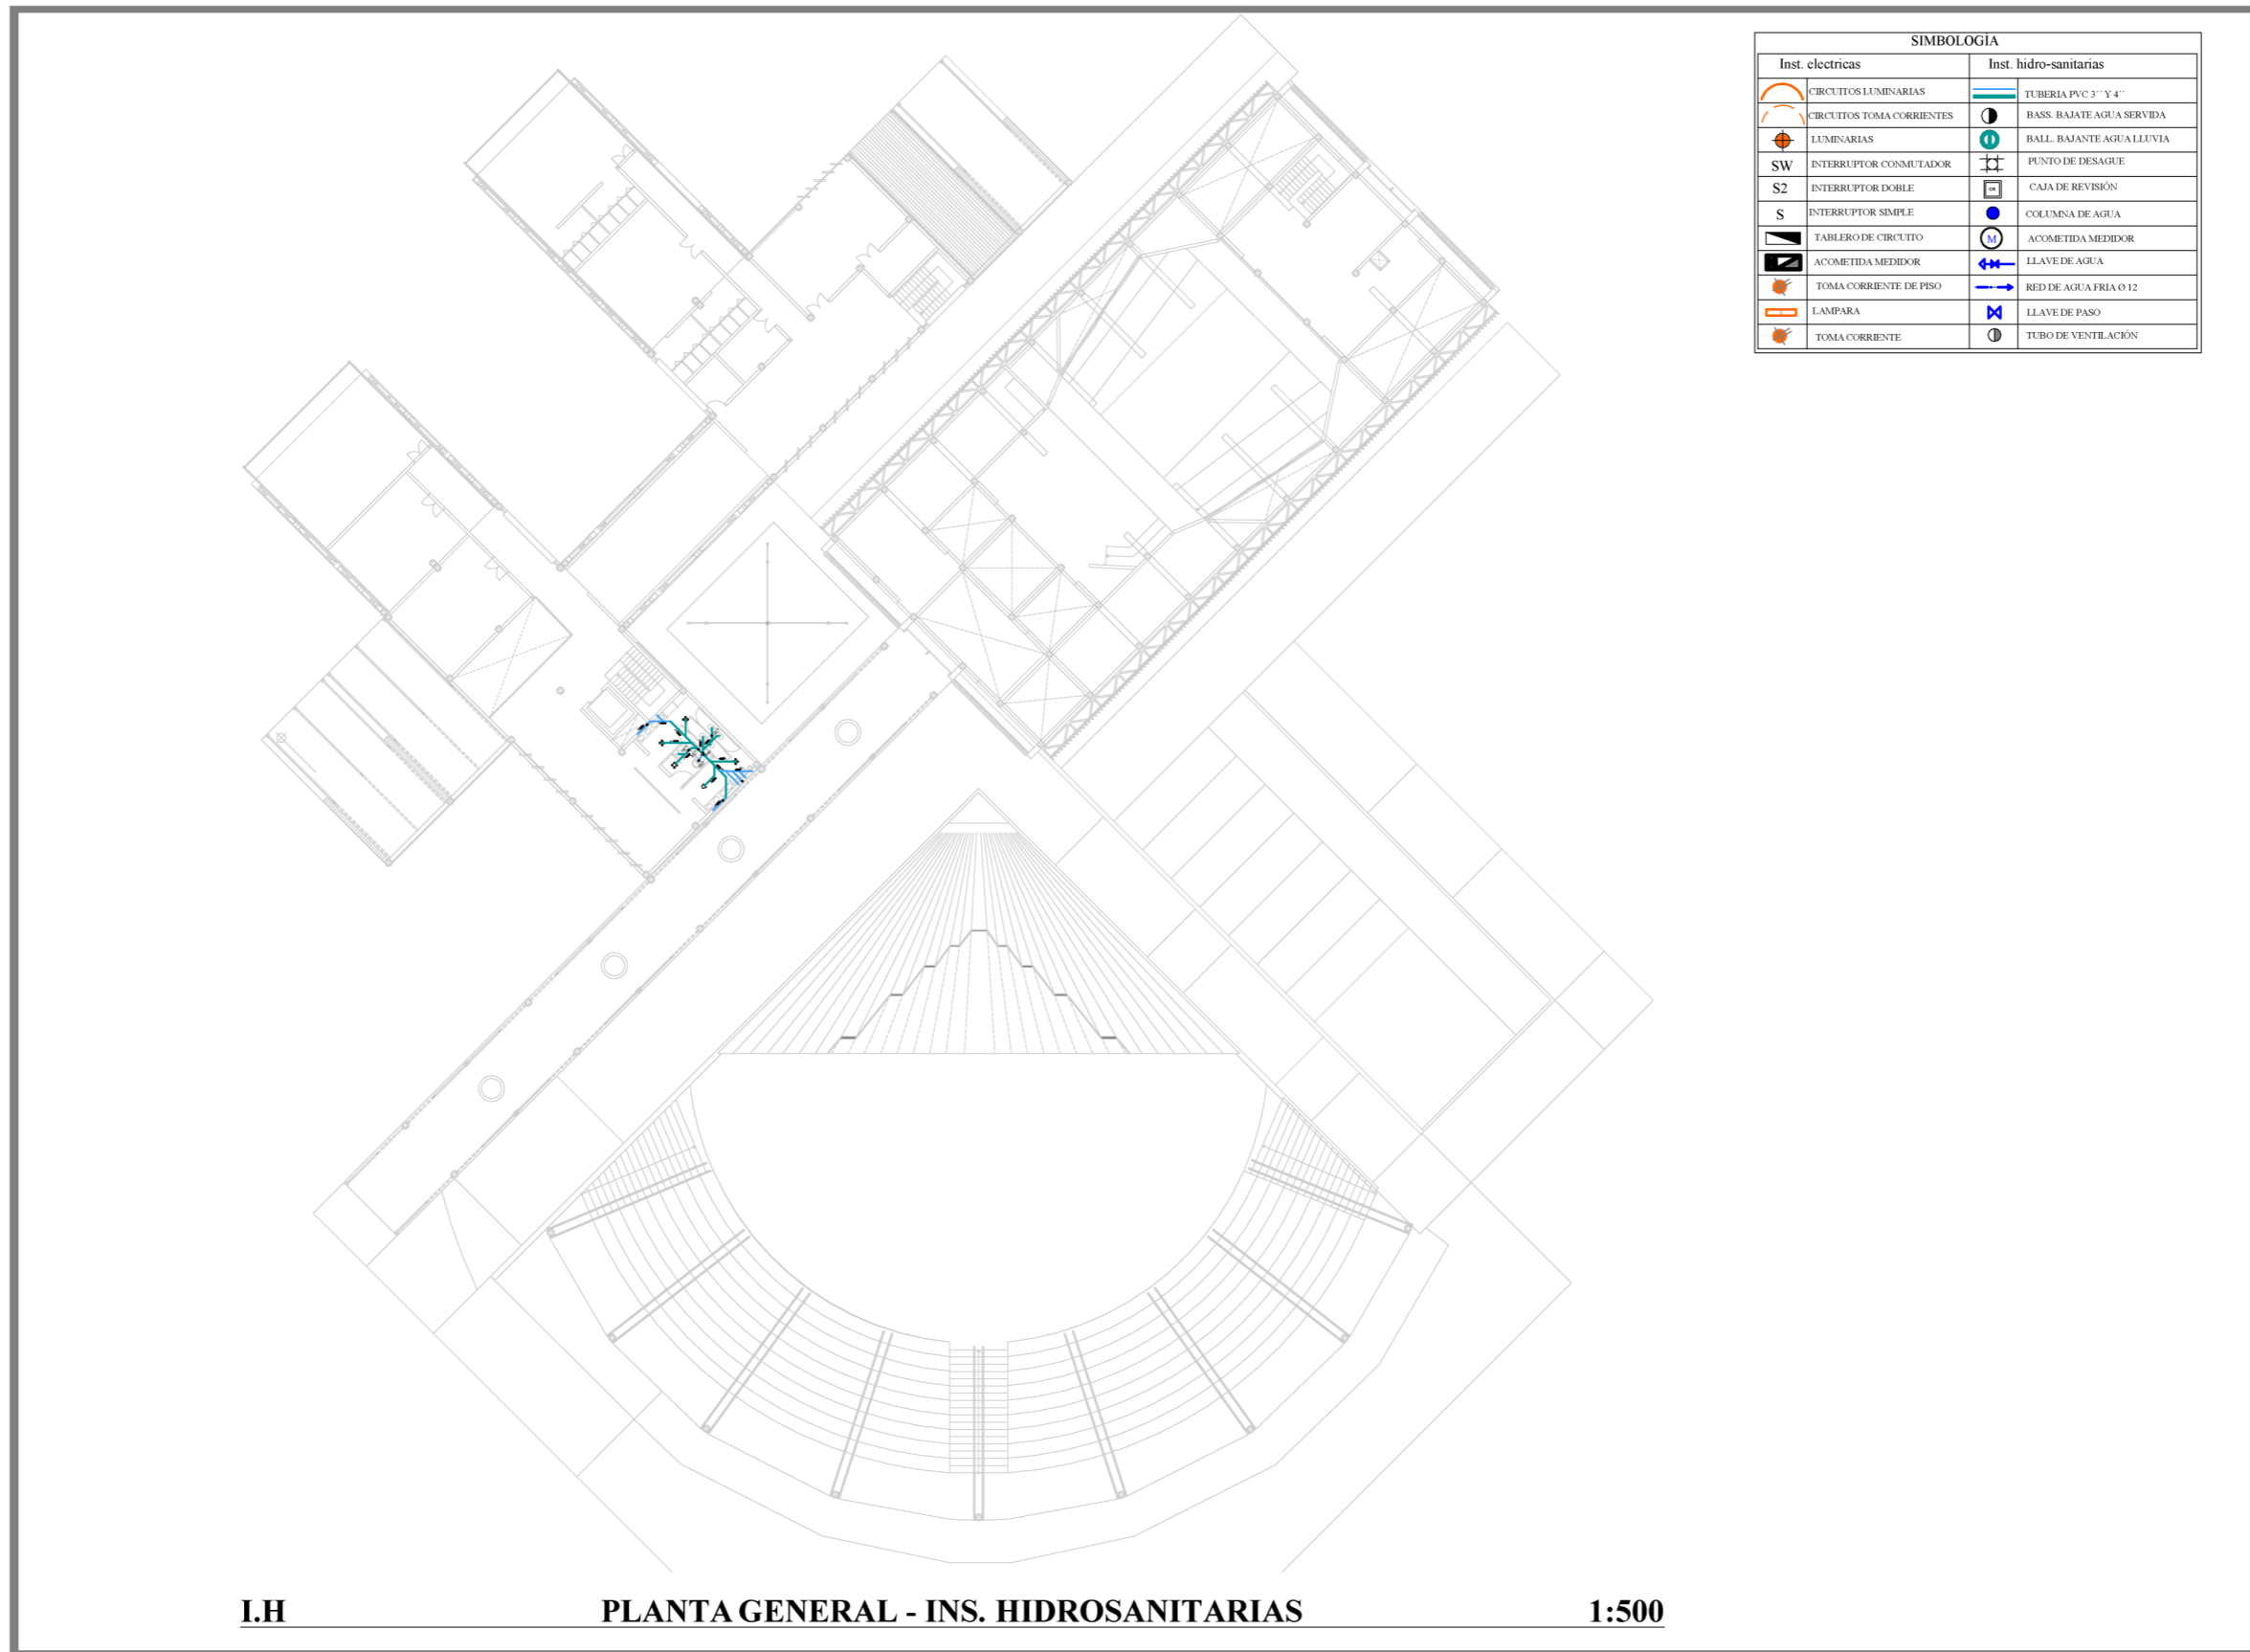 SIMBOLOGÍA
Inst. electricas Inst. hidro-sanitarias
CIRCUITOS LUMINARIAS TUBERIA PVC 3´´ Y 4´´
CIRCUITOS TOMA CORRIENTES BASS. BAJATE AGUA SERVIDA
LUMINARIAS BALL. BAJANTE AGUA LLUVIA
SW INTERRUPTOR CONMUTADOR PUNTO DE DESAGUE
S2 INTERRUPTOR DOBLE CR CAJA DE REVISIÓN
S INTERRUPTOR SIMPLE COLUMNA DE AGUA
TABLERO DE CIRCUITO M ACOMETIDA MEDIDOR
ACOMETIDA MEDIDOR LLAVE DE AGUA
TOMA CORRIENTE DE PISO RED DE AGUA FRIA Ø 12
LAMPARA LLAVE DE PASO
TOMA CORRIENTE TUBO DE VENTILACIÓN
I.H PLANTA GENERAL - INS. HIDROSANITARIAS 1:500